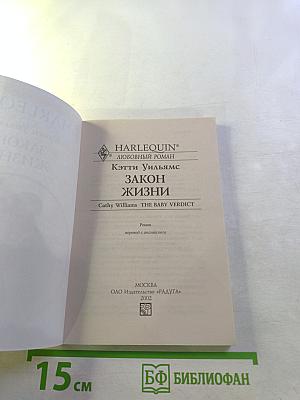 HARLEQUIN®
ЛЮБОВНЫЙ РОМАН
Кэтти Уильямс
ЗАКОН
ЖИЗНИ
Cathy Williams THE BABY VERDICT
Роман
перевод с английского
МОСКВА
ОАО Издательство «РАДУГА»
2002
15 см
БФ БИБЛИОФАН